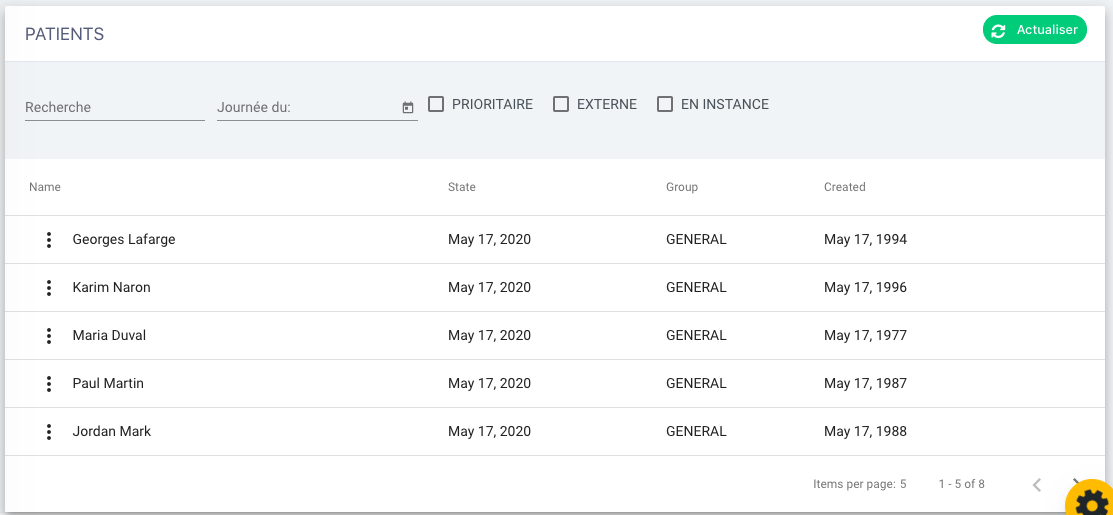 PATIENTS
Actualiser
Recherche Journée du: PRIORITAIRE EXTERNE EN INSTANCE
Name State Group Created
Georges Lafarge May 17, 2020 GENERAL May 17, 1994
Karim Naron May 17, 2020 GENERAL May 17, 1996
Maria Duval May 17, 2020 GENERAL May 17, 1977
Paul Martin May 17, 2020 GENERAL May 17, 1987
Jordan Mark May 17, 2020 GENERAL May 17, 1988
Items per page: 5 1 - 5 of 8